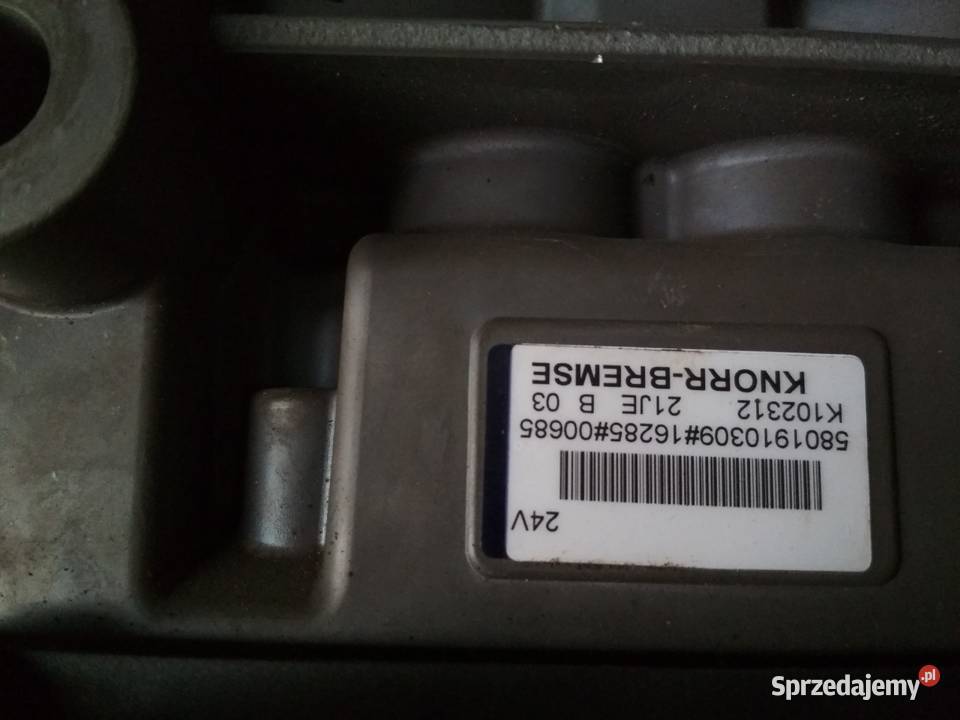 24V
5801910309#16285#00685
K102312 21JE B 03
KNORR-BREMSE
Sprzedajemy.pl